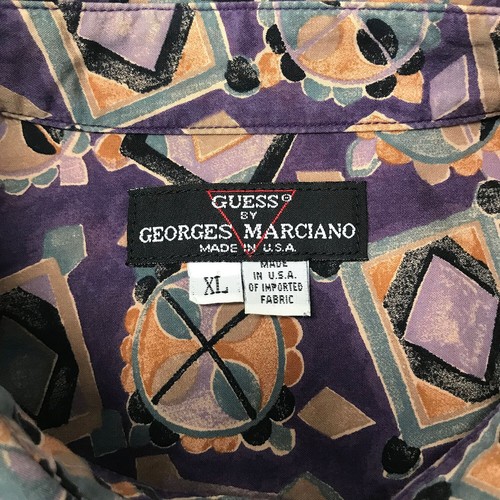 GUESS®
BY
GEORGES MARCIANO
MADE IN U.S.A.
XL
MADE
IN U.S.A.
OF IMPORTED
FABRIC